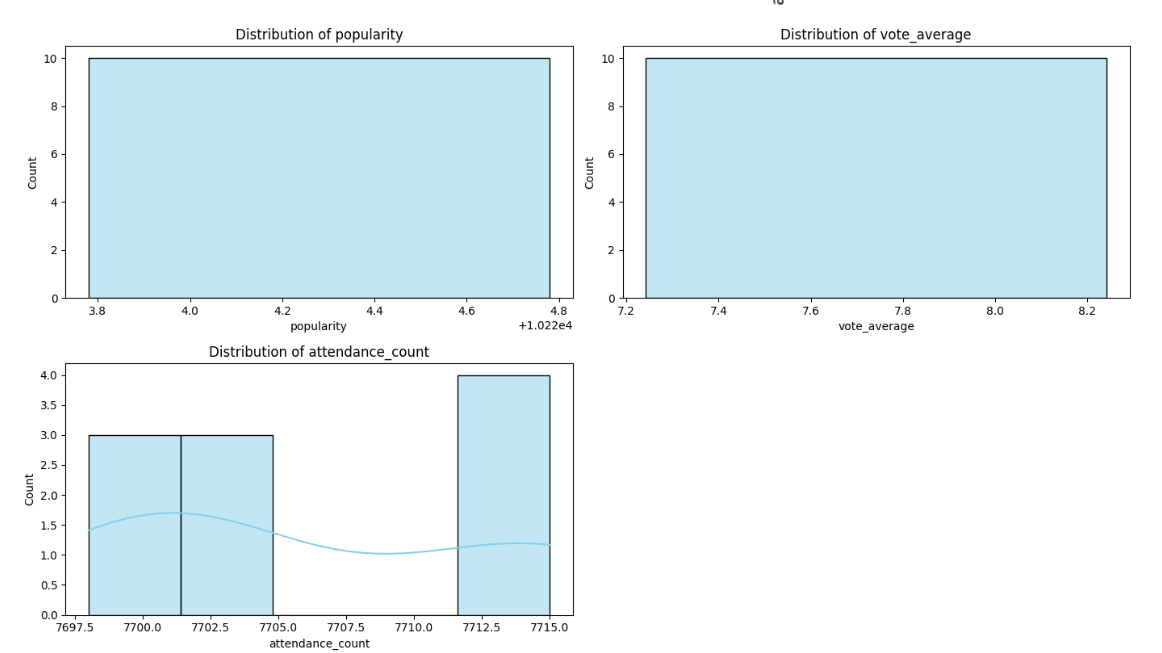 Distribution of popularity
10
8
6
4
2
0
Count
3.8 4.0 4.2 4.4 4.6 4.8
+1.022e4
popularity
Distribution of vote_average
10
8
6
4
2
0
Count
7.2 7.4 7.6 7.8 8.0 8.2
vote_average
Distribution of attendance_count
4.0
3.5
3.0
2.5
2.0
1.5
1.0
0.5
0.0
Count
7697.5 7700.0 7702.5 7705.0 7707.5 7710.0 7712.5 7715.0
attendance_count